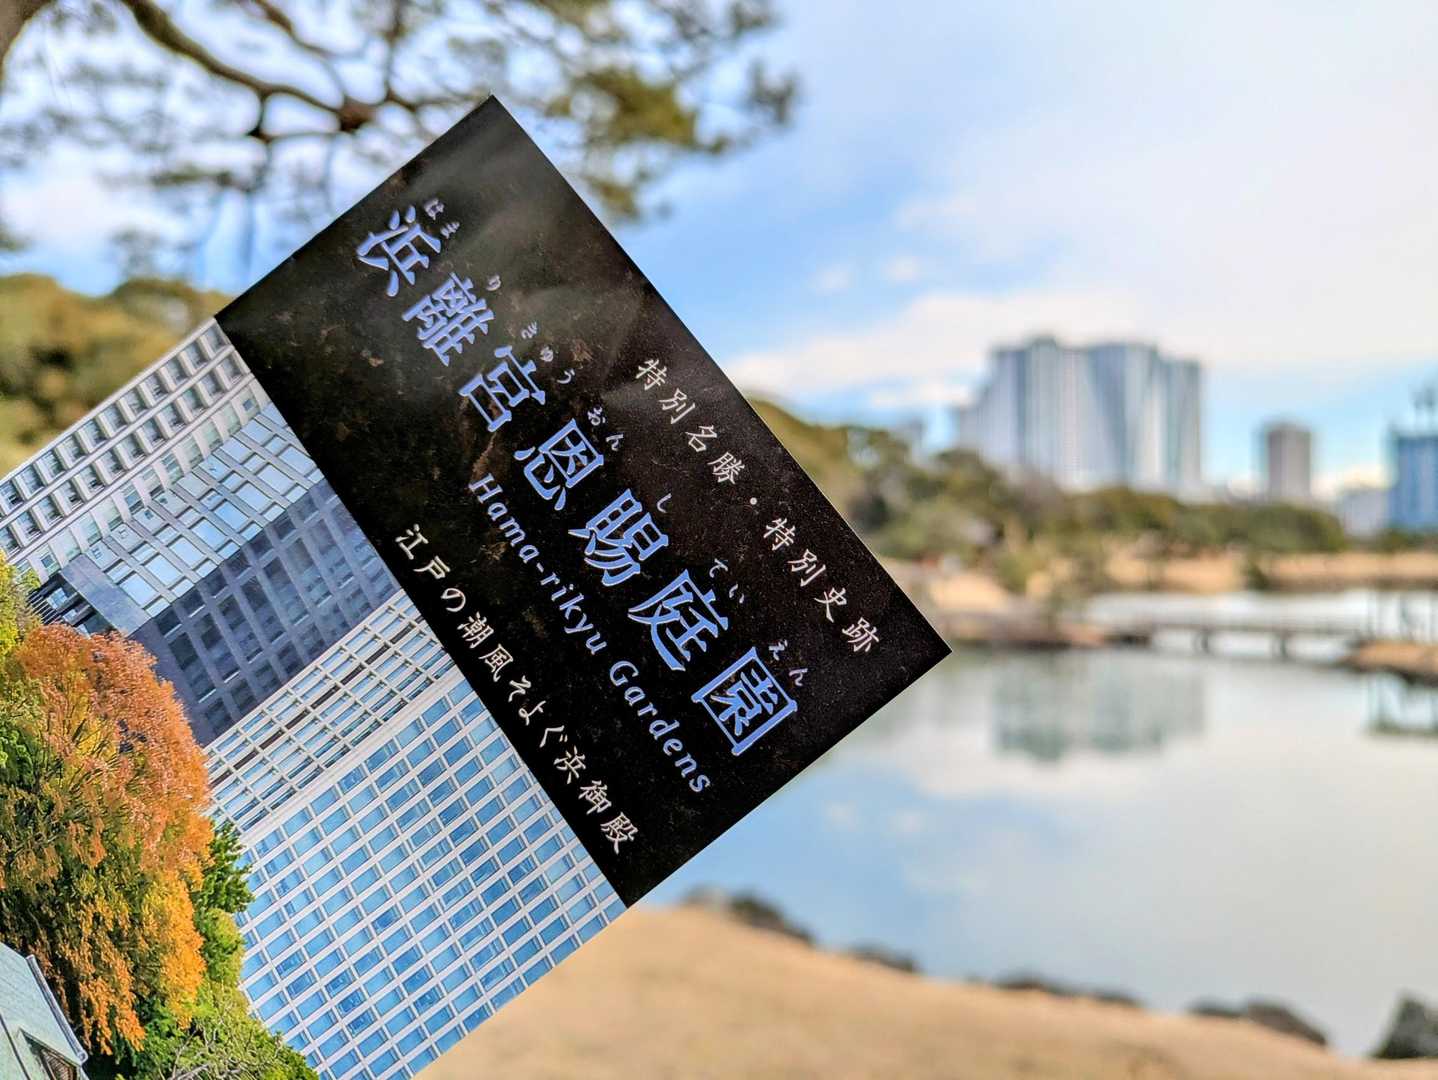 特別名勝・特別史跡
はま り きゅう おん し てい えん
浜離宮恩賜庭園
Hama-rikyu Gardens
江戸の潮風そよぐ浜御殿